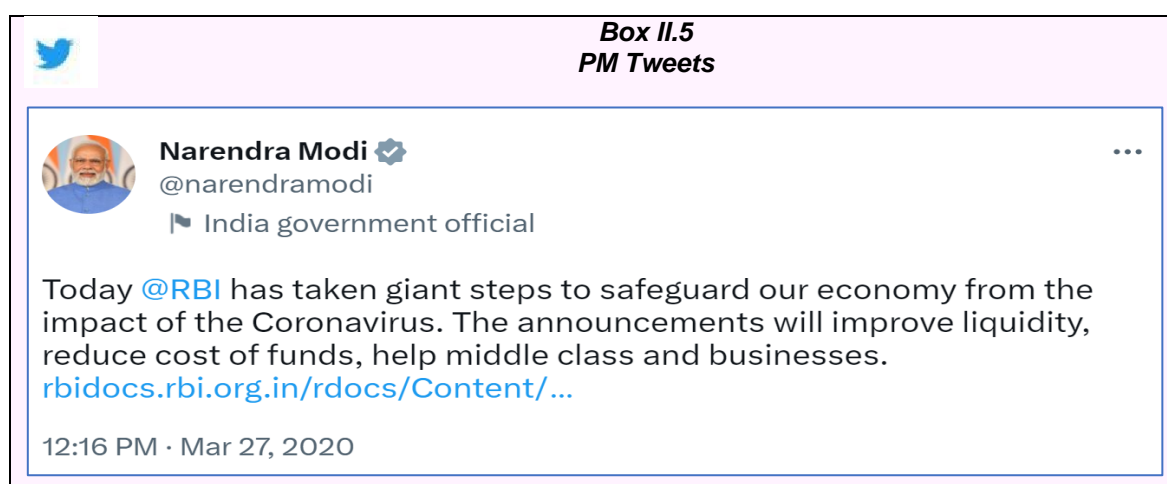 Box II.5
PM Tweets
Narendra Modi
@narendramodi
India government official
Today @RBI has taken giant steps to safeguard our economy from the
impact of the Coronavirus. The announcements will improve liquidity,
reduce cost of funds, help middle class and businesses.
rbidocs.rbi.org.in/rdocs/Content/...
12:16 PM · Mar 27, 2020